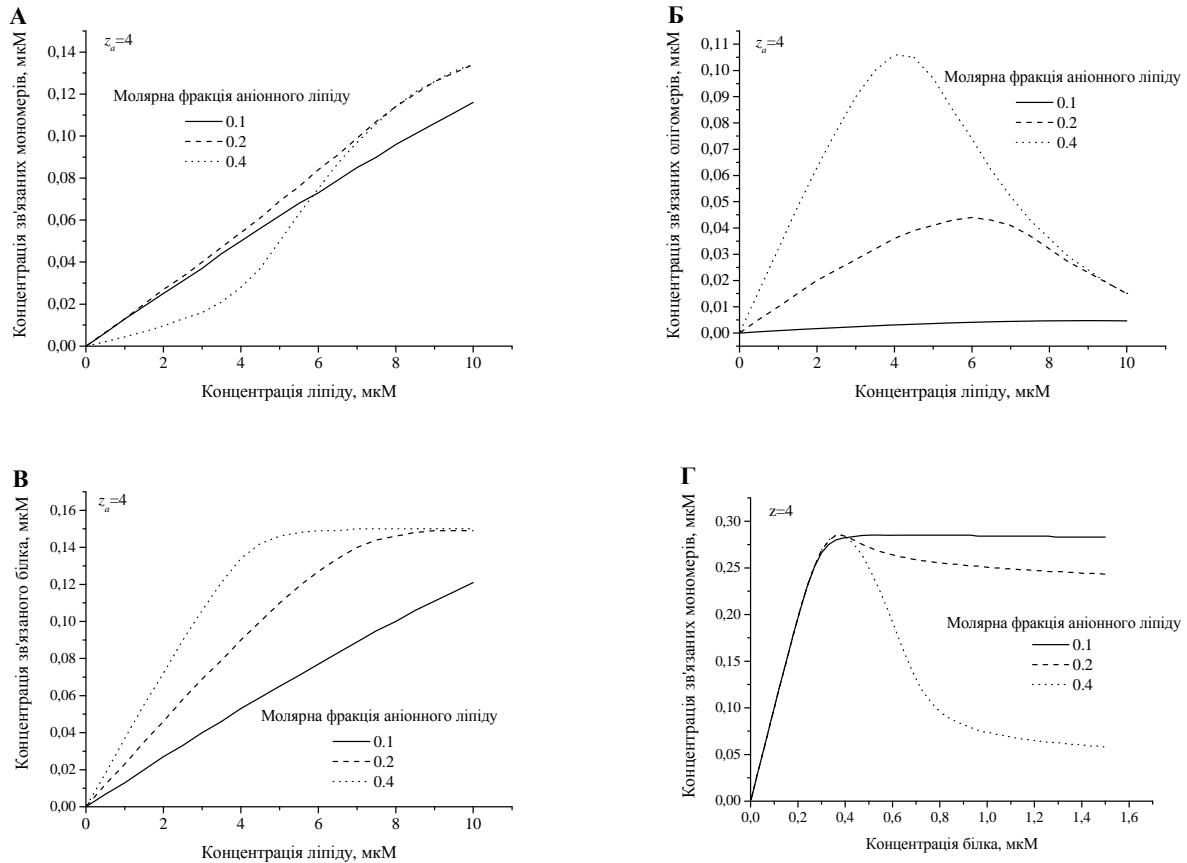 А
z_a=4
Концентрація зв'язаних мономерів, мкМ
0,14
0,12
0,10
0,08
0,06
0,04
0,02
0,00
Молярна фракція аніонного ліпіду
0.1
0.2
0.4
0 2 4 6 8 10
Концентрація ліпіду, мкМ
Б
z_a=4
Концентрація зв'язаних олігомерів, мкМ
0,11
0,10
0,09
0,08
0,07
0,06
0,05
0,04
0,03
0,02
0,01
0,00
Молярна фракція аніонного ліпіду
0.1
0.2
0.4
0 2 4 6 8 10
Концентрація ліпіду, мкМ
В
z_a=4
Концентрація зв'язаного білка, мкМ
0,16
0,14
0,12
0,10
0,08
0,06
0,04
0,02
0,00
Молярна фракція аніонного ліпіду
0.1
0.2
0.4
0 2 4 6 8 10
Концентрація ліпіду, мкМ
Г
z=4
Концентрація зв'язаних мономерів, мкМ
0,30
0,25
0,20
0,15
0,10
0,05
0,00
Молярна фракція аніонного ліпіду
0.1
0.2
0.4
0,0 0,2 0,4 0,6 0,8 1,0 1,2 1,4 1,6
Концентрація білка, мкМ